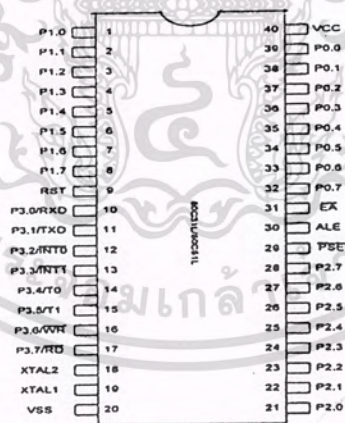 P1.0 1 40 VCC
P1.1 2 39 P0.0
P1.2 3 38 P0.1
P1.3 4 37 P0.2
P1.4 5 36 P0.3
P1.5 6 35 P0.4
P1.6 7 34 P0.5
P1.7 8 33 P0.6
RST 9 32 P0.7
P3.0/RXD 10 31 EA
P3.1/TXD 11 30 ALE
P3.2/INT0 12 29 PSE
P3.3/INT1 13 28 P2.7
P3.4/T0 14 27 P2.6
P3.5/T1 15 26 P2.5
P3.6/WR 16 25 P2.4
P3.7/RD 17 24 P2.3
XTAL2 18 23 P2.2
XTAL1 19 22 P2.1
VSS 20 21 P2.0
80C31L/80C51L